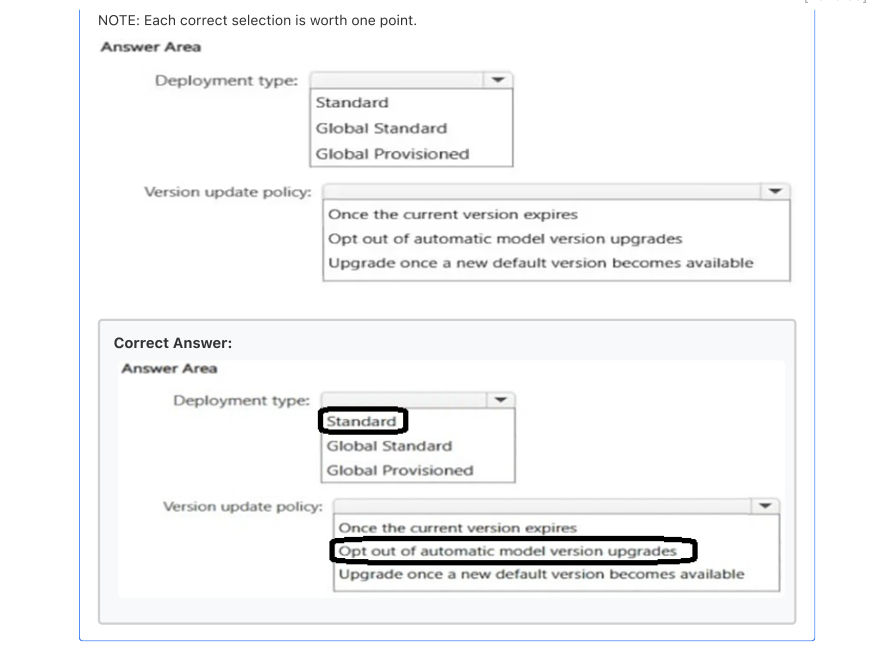 NOTE: Each correct selection is worth one point.
Answer Area
Deployment type:
Standard
Global Standard
Global Provisioned
Version update policy:
Once the current version expires
Opt out of automatic model version upgrades
Upgrade once a new default version becomes available
Correct Answer:
Answer Area
Deployment type:
Standard
Global Standard
Global Provisioned
Version update policy:
Once the current version expires
Opt out of automatic model version upgrades
Upgrade once a new default version becomes available